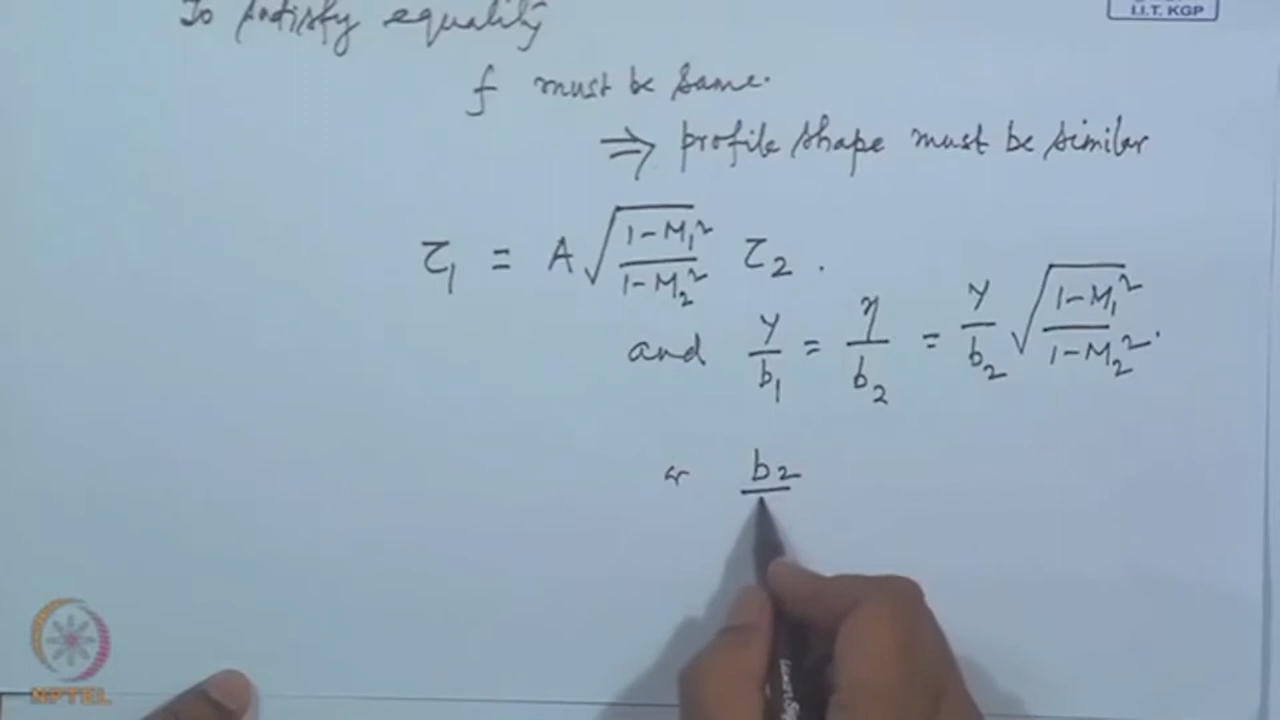 To satisfy equality
I.I.T. KGP
f must be same.
⇒ profile shape must be similar
τ₁ = A √((1-M₁²)/(1-M₂²)) τ₂ .
and y/b₁ = η/b₂ = y/b₂ √((1-M₁²)/(1-M₂²)) .
or b₂
NPTEL